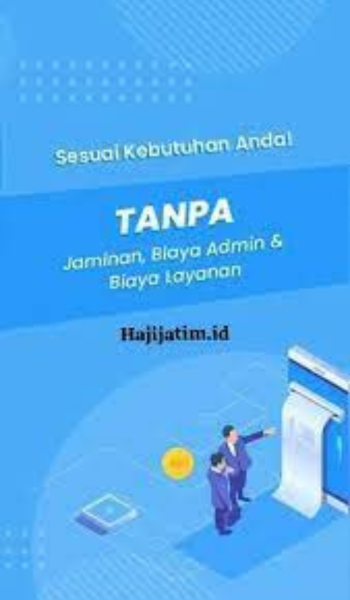 Sesuai Kebutuhan Anda!
TANPA
Jaminan, Biaya Admin &
Biaya Layanan
Hajijatim.id